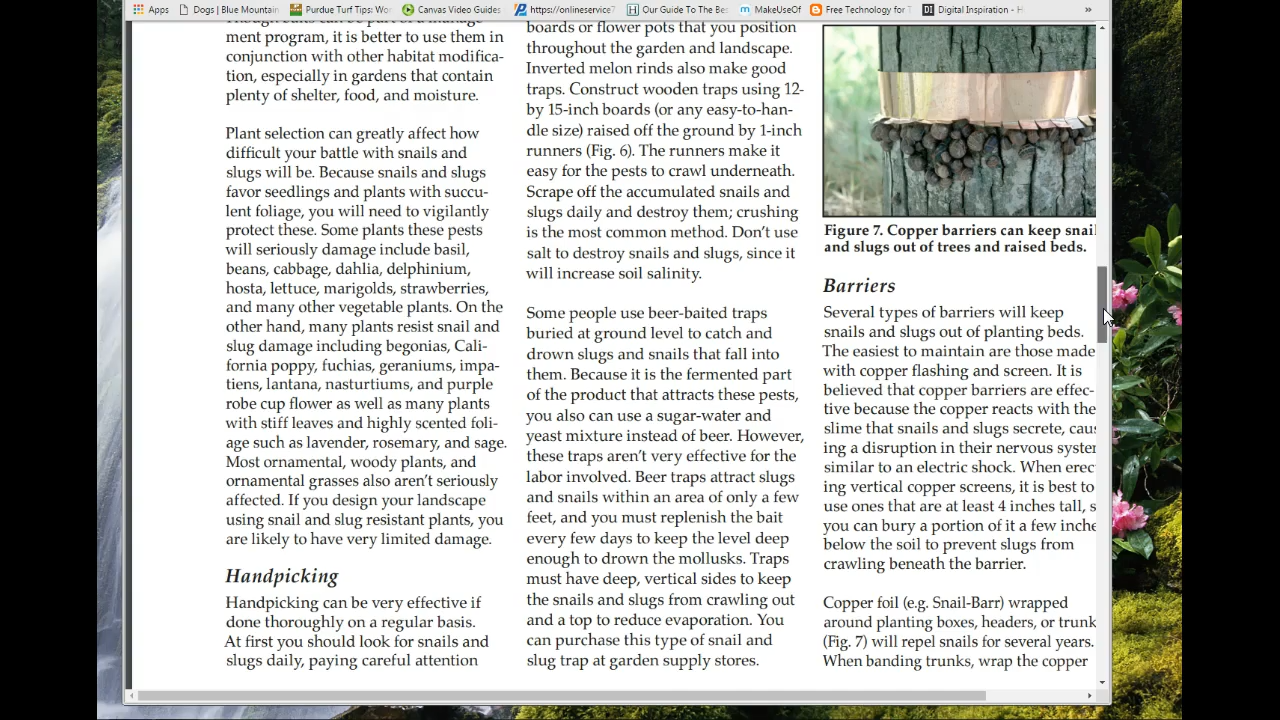 Apps
Dogs | Blue Mountain
Purdue Turf Tips: Wor
Canvas Video Guides
https://onlineservice7
Our Guide To The Bes
MakeUseOf
Free Technology for T
Digital Inspiration - H
»
ment program, it is better to use them in
conjunction with other habitat modifica-
tion, especially in gardens that contain
plenty of shelter, food, and moisture.
Plant selection can greatly affect how
difficult your battle with snails and
slugs will be. Because snails and slugs
favor seedlings and plants with succu-
lent foliage, you will need to vigilantly
protect these. Some plants these pests
will seriously damage include basil,
beans, cabbage, dahlia, delphinium,
hosta, lettuce, marigolds, strawberries,
and many other vegetable plants. On the
other hand, many plants resist snail and
slug damage including begonias, Cali-
fornia poppy, fuchias, geraniums, impa-
tiens, lantana, nasturtiums, and purple
robe cup flower as well as many plants
with stiff leaves and highly scented foli-
age such as lavender, rosemary, and sage.
Most ornamental, woody plants, and
ornamental grasses also aren't seriously
affected. If you design your landscape
using snail and slug resistant plants, you
are likely to have very limited damage.
Handpicking
Handpicking can be very effective if
done thoroughly on a regular basis.
At first you should look for snails and
slugs daily, paying careful attention
boards or flower pots that you position
throughout the garden and landscape.
Inverted melon rinds also make good
traps. Construct wooden traps using 12-
by 15-inch boards (or any easy-to-han-
dle size) raised off the ground by 1-inch
runners (Fig. 6). The runners make it
easy for the pests to crawl underneath.
Scrape off the accumulated snails and
slugs daily and destroy them; crushing
is the most common method. Don't use
salt to destroy snails and slugs, since it
will increase soil salinity.
Some people use beer-baited traps
buried at ground level to catch and
drown slugs and snails that fall into
them. Because it is the fermented part
of the product that attracts these pests,
you also can use a sugar-water and
yeast mixture instead of beer. However,
these traps aren't very effective for the
labor involved. Beer traps attract slugs
and snails within an area of only a few
feet, and you must replenish the bait
every few days to keep the level deep
enough to drown the mollusks. Traps
must have deep, vertical sides to keep
the snails and slugs from crawling out
and a top to reduce evaporation. You
can purchase this type of snail and
slug trap at garden supply stores.
Figure 7. Copper barriers can keep snail
and slugs out of trees and raised beds.
Barriers
Several types of barriers will keep
snails and slugs out of planting beds.
The easiest to maintain are those made
with copper flashing and screen. It is
believed that copper barriers are effec-
tive because the copper reacts with the
slime that snails and slugs secrete, caus
ing a disruption in their nervous system
similar to an electric shock. When erec
ing vertical copper screens, it is best to
use ones that are at least 4 inches tall, s
you can bury a portion of it a few inche
below the soil to prevent slugs from
crawling beneath the barrier.
Copper foil (e.g. Snail-Barr) wrapped
around planting boxes, headers, or trunk
(Fig. 7) will repel snails for several years.
When banding trunks, wrap the copper